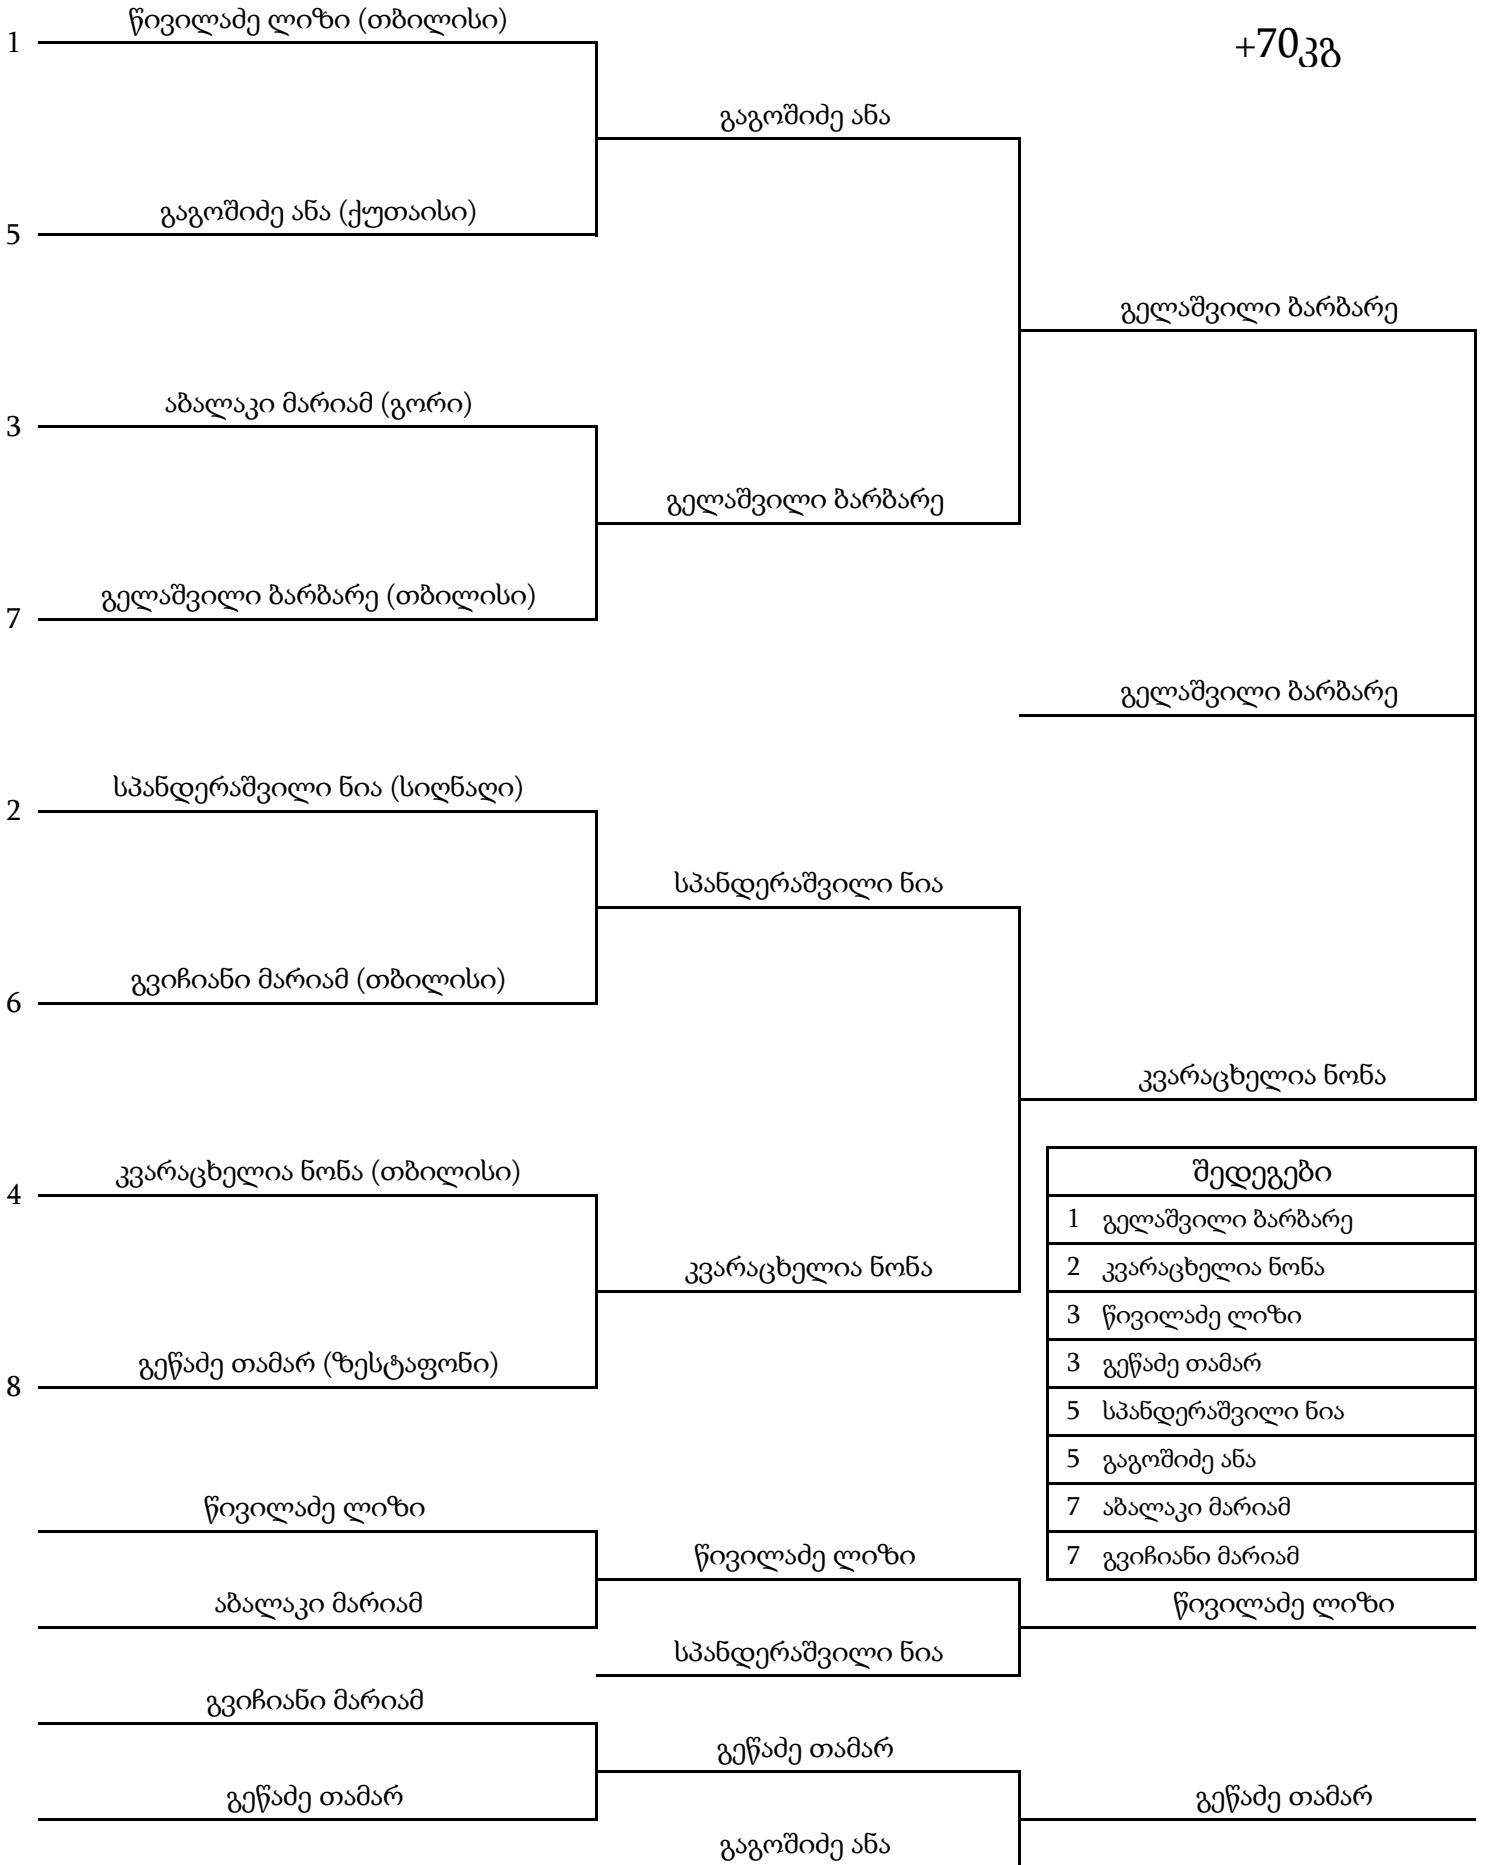 წივილაძე ლიზი (თბილისი)
1
+70კგ
გაგოშიძე ანა
გაგოშიძე ანა (ქუთაისი)
5
გელაშვილი ბარბარე
აბალაკი მარიამ (გორი)
3
გელაშვილი ბარბარე
გელაშვილი ბარბარე (თბილისი)
7
გელაშვილი ბარბარე
სპანდერაშვილი ნია (სიღნაღი)
2
სპანდერაშვილი ნია
გვიჩიანი მარიამ (თბილისი)
6
კვარაცხელია ნონა
კვარაცხელია ნონა (თბილისი)
4
კვარაცხელია ნონა
გეწაძე თამარ (ზესტაფონი)
8
შედეგები
1 გელაშვილი ბარბარე
2 კვარაცხელია ნონა
3 წივილაძე ლიზი
3 გეწაძე თამარ
5 სპანდერაშვილი ნია
5 გაგოშიძე ანა
7 აბალაკი მარიამ
7 გვიჩიანი მარიამ
წივილაძე ლიზი
წივილაძე ლიზი
აბალაკი მარიამ
წივილაძე ლიზი
სპანდერაშვილი ნია
გვიჩიანი მარიამ
გეწაძე თამარ
გეწაძე თამარ
გეწაძე თამარ
გაგოშიძე ანა